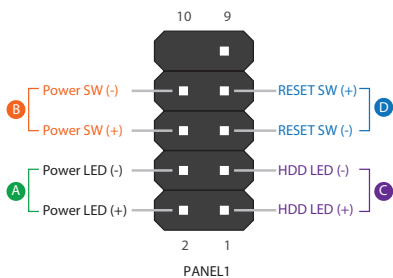 10 9
Power SW (-) RESET SW (+)
B D
Power SW (+) RESET SW (-)
Power LED (-) HDD LED (-)
A C
Power LED (+) HDD LED (+)
2 1
PANEL1